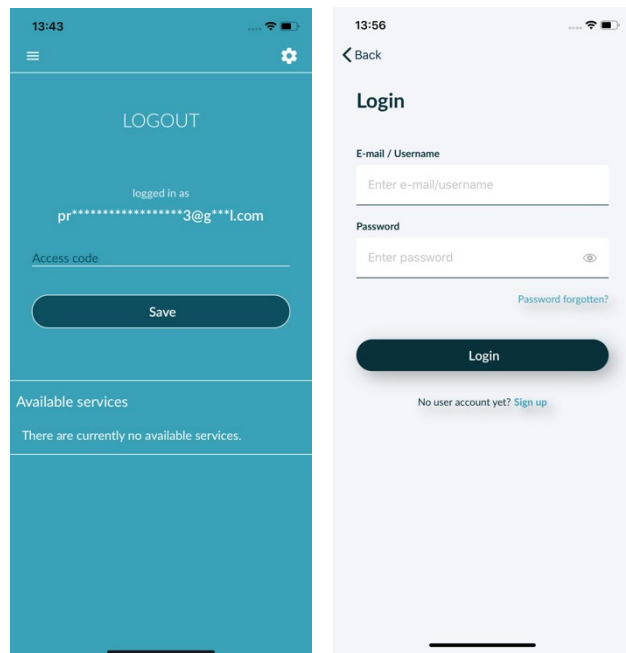 13:43
LOGOUT
logged in as
pr******************3@g***l.com
Access code
Save
Available services
There are currently no available services.
13:56
Back
Login
E-mail / Username
Enter e-mail/username
Password
Enter password
Password forgotten?
Login
No user account yet? Sign up